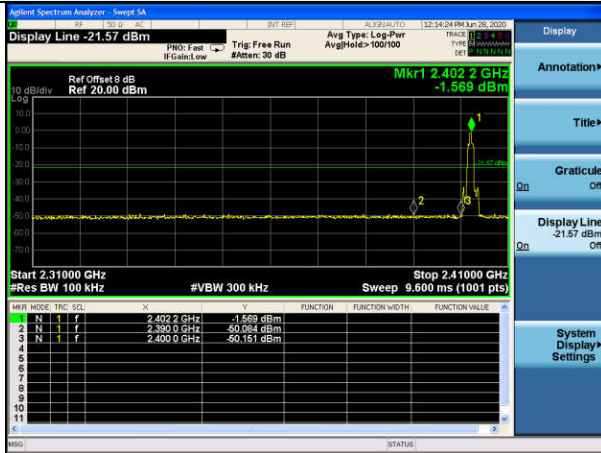 Agilent Spectrum Analyzer - Swept SA
RF 50 Ω AC INT REF ALIGNAUTO 12:14:24 PM Jun 28, 2020
Display Line -21.57 dBm
PNO: Fast
IFGain:Low
Trig: Free Run
#Atten: 30 dB
Avg Type: Log-Pwr
Avg|Hold>100/100
TRACE 1 2 3 4 5 6
TYPE
DET P N N N N N
Mkr1 2.402 2 GHz
-1.569 dBm
Ref Offset 8 dB
Ref 20.00 dBm
10 dB/div
Log
10.0
0.00
-10.0
-20.0
-30.0
-40.0
-50.0
-60.0
-70.0
1
-21.57 dBm
2
3
Start 2.31000 GHz
Stop 2.41000 GHz
#Res BW 100 kHz
#VBW 300 kHz
Sweep 9.600 ms (1001 pts)
MKR MODE TRC SCL X Y FUNCTION FUNCTION WIDTH FUNCTION VALUE
1 N 1 f 2.402 2 GHz -1.569 dBm
2 N 1 f 2.390 0 GHz -50.084 dBm
3 N 1 f 2.400 0 GHz -50.151 dBm
4
5
6
7
8
9
10
11
MSG
STATUS
Display
Annotation
Title
Graticule
On Off
Display Line
-21.57 dBm
On Off
System
Display
Settings